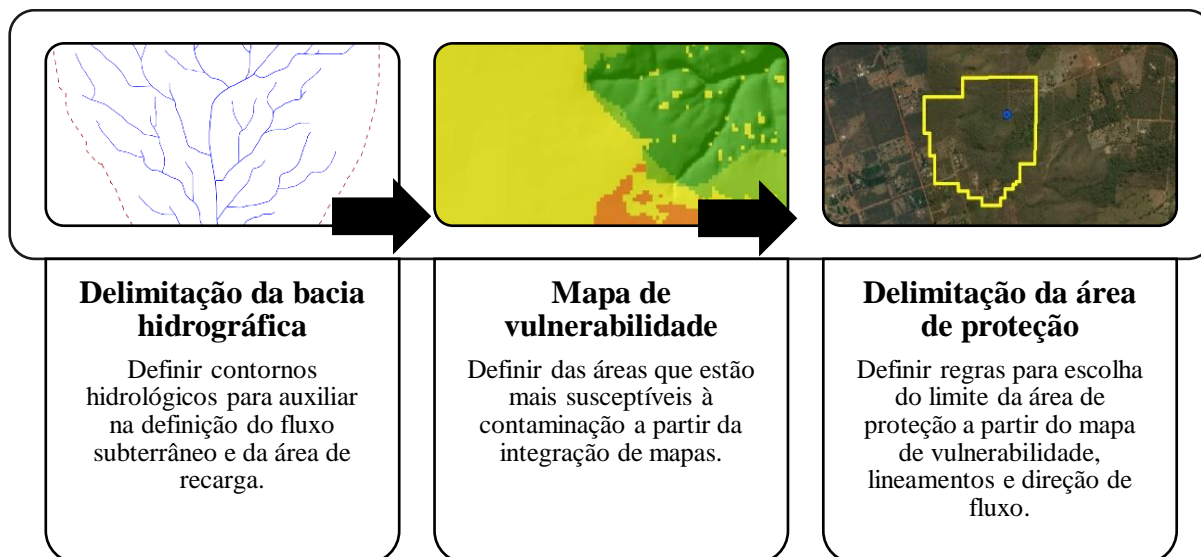 Delimitação da bacia
hidrográfica
Definir contornos
hidrológicos para auxiliar
na definição do fluxo
subterrâneo e da área de
recarga.
Mapa de
vulnerabilidade
Definir das áreas que estão
mais susceptíveis à
contaminação a partir da
integração de mapas.
Delimitação da área
de proteção
Definir regras para escolha
do limite da área de
proteção a partir do mapa
de vulnerabilidade,
lineamentos e direção de
fluxo.